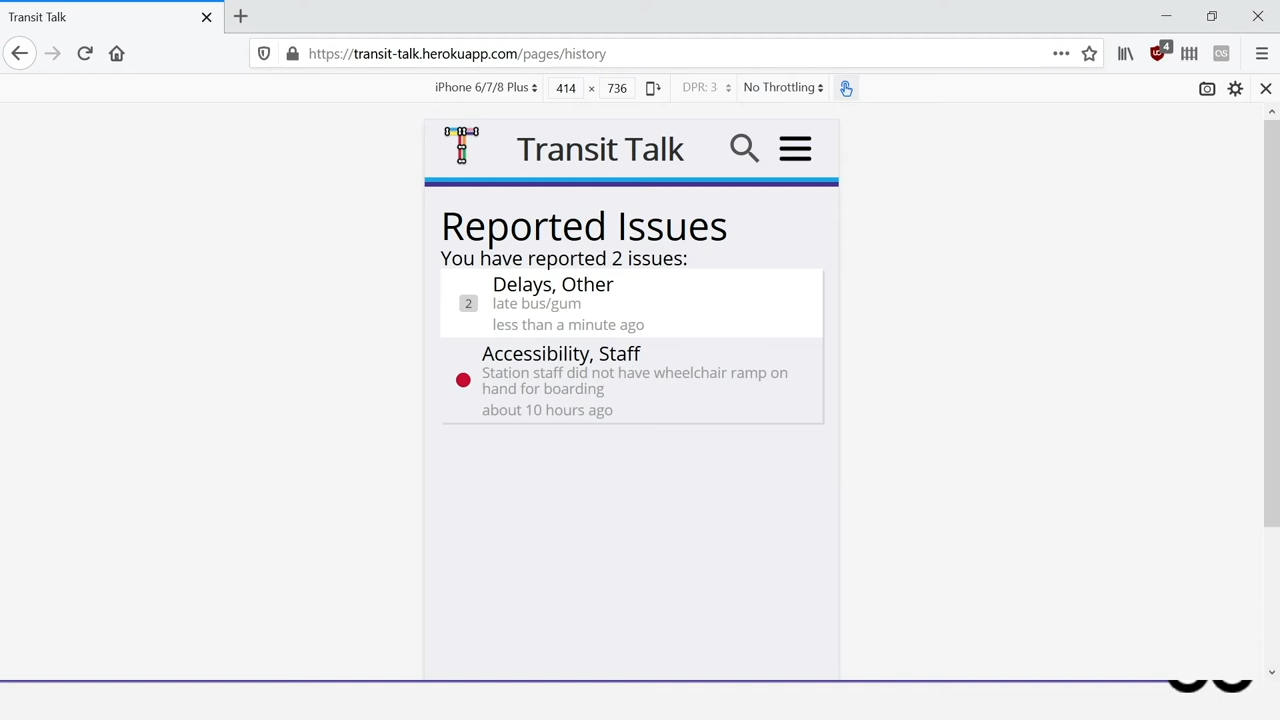 Transit Talk
https://transit-talk.herokuapp.com/pages/history
4
iPhone 6/7/8 Plus
414 × 736
DPR: 3
No Throttling
Transit Talk
Reported Issues
You have reported 2 issues:
Delays, Other
2
late bus/gum
less than a minute ago
Accessibility, Staff
Station staff did not have wheelchair ramp on
hand for boarding
about 10 hours ago